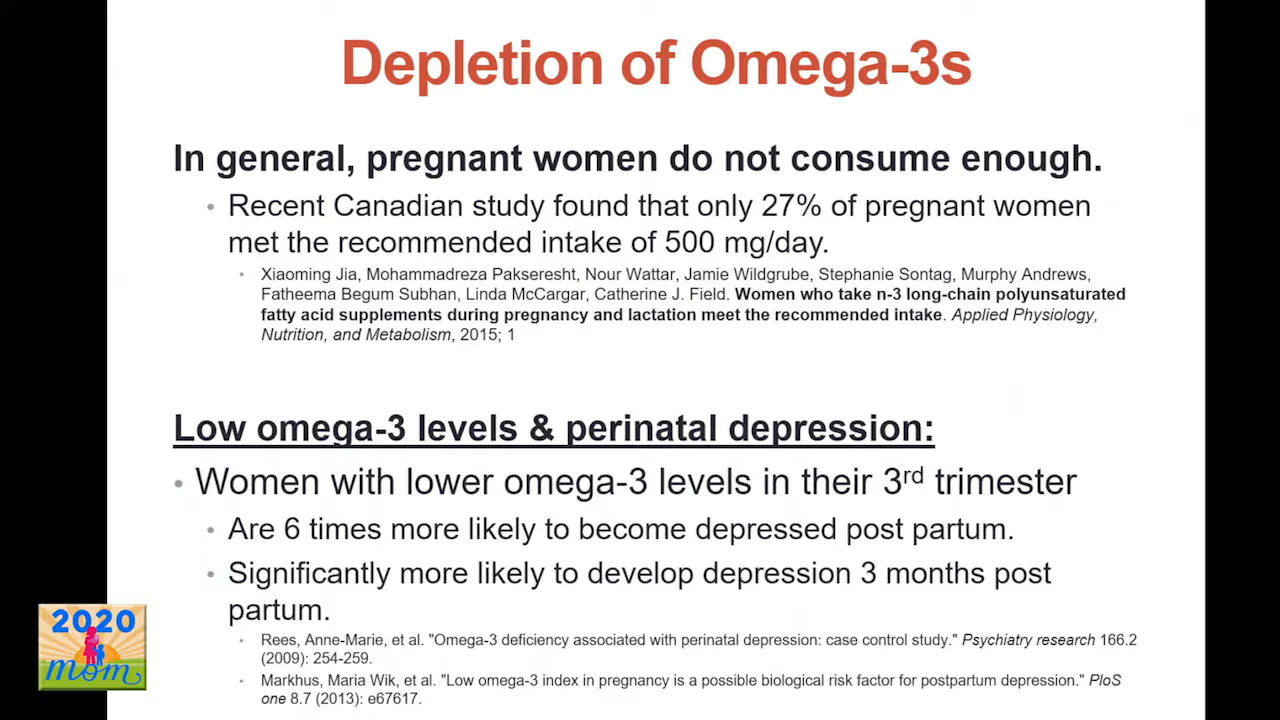 Depletion of Omega-3s
In general, pregnant women do not consume enough.
• Recent Canadian study found that only 27% of pregnant women
met the recommended intake of 500 mg/day.
• Xiaoming Jia, Mohammadreza Pakseresht, Nour Wattar, Jamie Wildgrube, Stephanie Sontag, Murphy Andrews,
Fatheema Begum Subhan, Linda McCargar, Catherine J. Field. Women who take n-3 long-chain polyunsaturated
fatty acid supplements during pregnancy and lactation meet the recommended intake. Applied Physiology,
Nutrition, and Metabolism, 2015; 1
Low omega-3 levels & perinatal depression:
• Women with lower omega-3 levels in their 3rd trimester
• Are 6 times more likely to become depressed post partum.
• Significantly more likely to develop depression 3 months post
partum.
• Rees, Anne-Marie, et al. "Omega-3 deficiency associated with perinatal depression: case control study." Psychiatry research 166.2
(2009): 254-259.
• Markhus, Maria Wik, et al. "Low omega-3 index in pregnancy is a possible biological risk factor for postpartum depression." PloS
one 8.7 (2013): e67617.
2020
mom